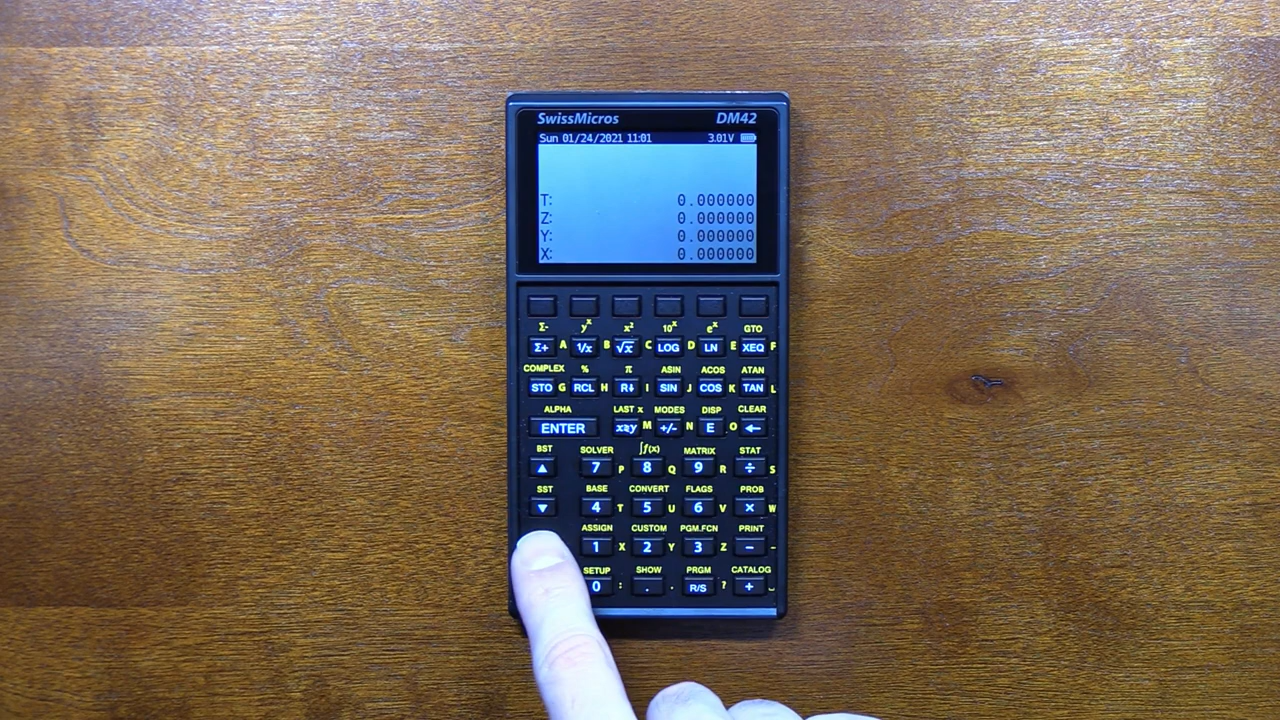 SwissMicros DM42
Sun 01/24/2021 11:01 3.01V
T: 0.000000
Z: 0.000000
Y: 0.000000
X: 0.000000
Σ- yˣ x² 10ˣ eˣ GTO
Σ+ A 1/x B √x C LOG D LN E XEQ F
COMPLEX % π ASIN ACOS ATAN
STO G RCL H R↓ I SIN J COS K TAN L
ALPHA LAST x MODES DISP CLEAR
ENTER x≷y M +/- N E O ←
BST SOLVER ∫f(x) MATRIX STAT
▲ 7 P 8 Q 9 R ÷ S
SST BASE CONVERT FLAGS PROB
▼ 4 T 5 U 6 V × W
ASSIGN CUSTOM PGM.FCN PRINT
1 X 2 Y 3 Z − -
SETUP SHOW PRGM CATALOG
0 : . . R/S ? + ␣